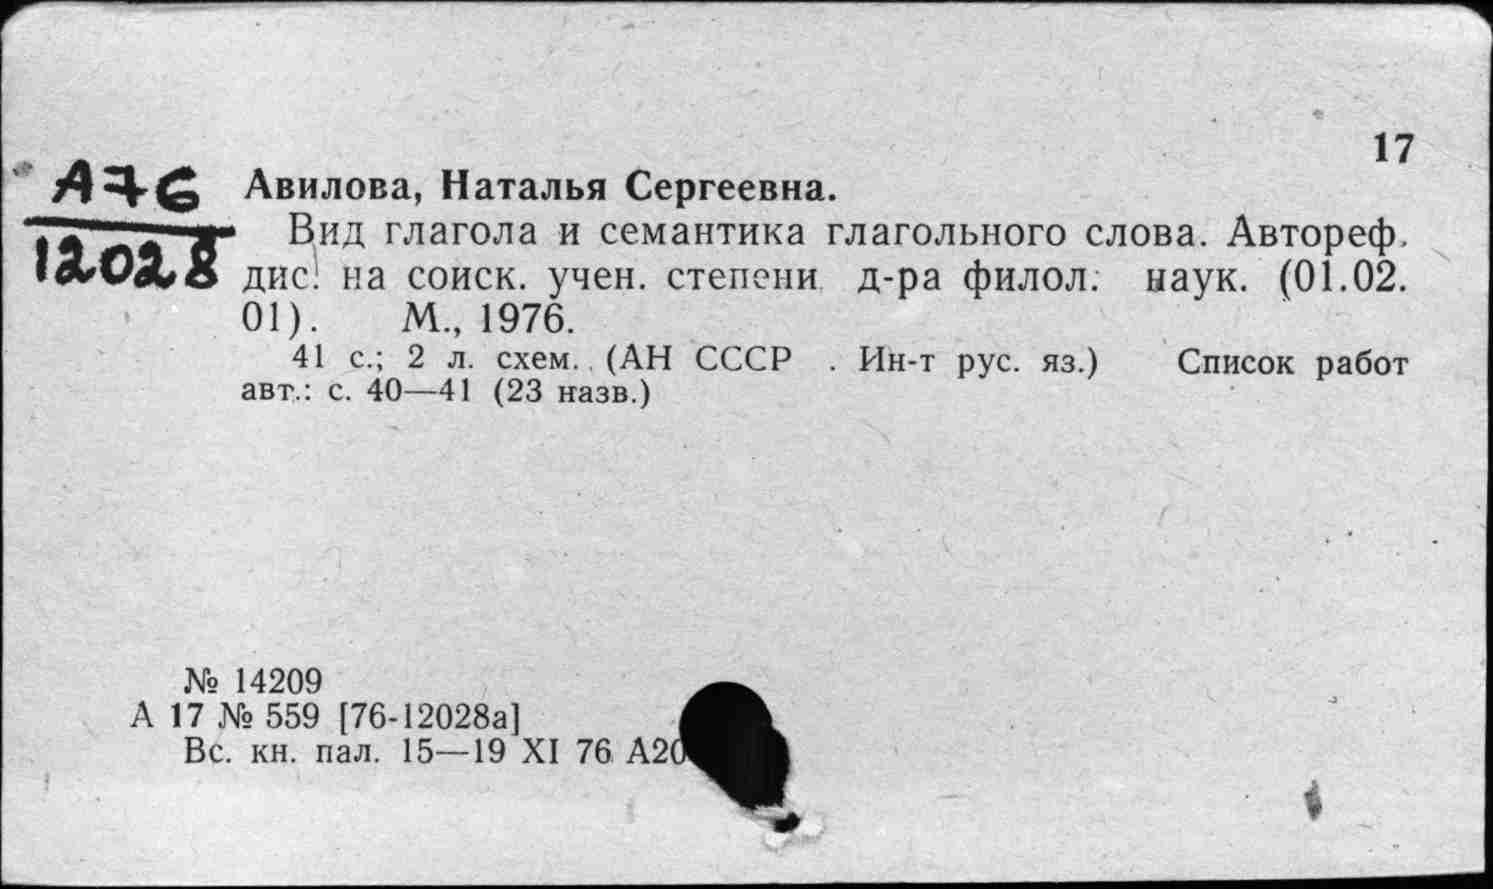 17
А76
12028
Авилова, Наталья Сергеевна.
Вид глагола и семантика глагольного слова. Автореф.
дис. на соиск. учен. степени д-ра филол. наук. (01.02.
01). М., 1976.
41 с.; 2 л. схем. (АН СССР . Ин-т рус. яз.) Список работ
авт.: с. 40—41 (23 назв.)
№ 14209
А 17 № 559 [76-12028а]
Вс. кн. пал. 15—19 XI 76